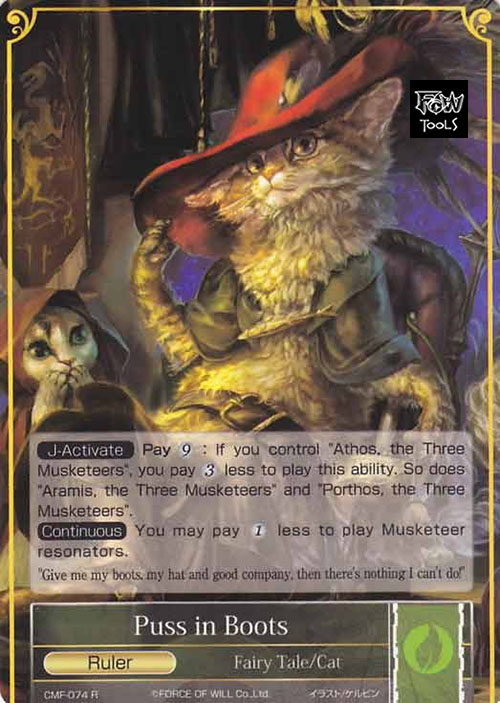 FOW
TOOLS
J-Activate Pay 9 : If you control "Athos, the Three
Musketeers", you pay 3 less to play this ability. So does
"Aramis, the Three Musketeers" and "Porthos, the Three
Musketeers".
Continuous You may pay 1 less to play Musketeer
resonators.
"Give me my boots, my hat and good company, then there's nothing I can't do!"
Puss in Boots
Ruler Fairy Tale/Cat
CMF-074 R ©FORCE OF WILL Co.,Ltd. イラスト/ケルビン